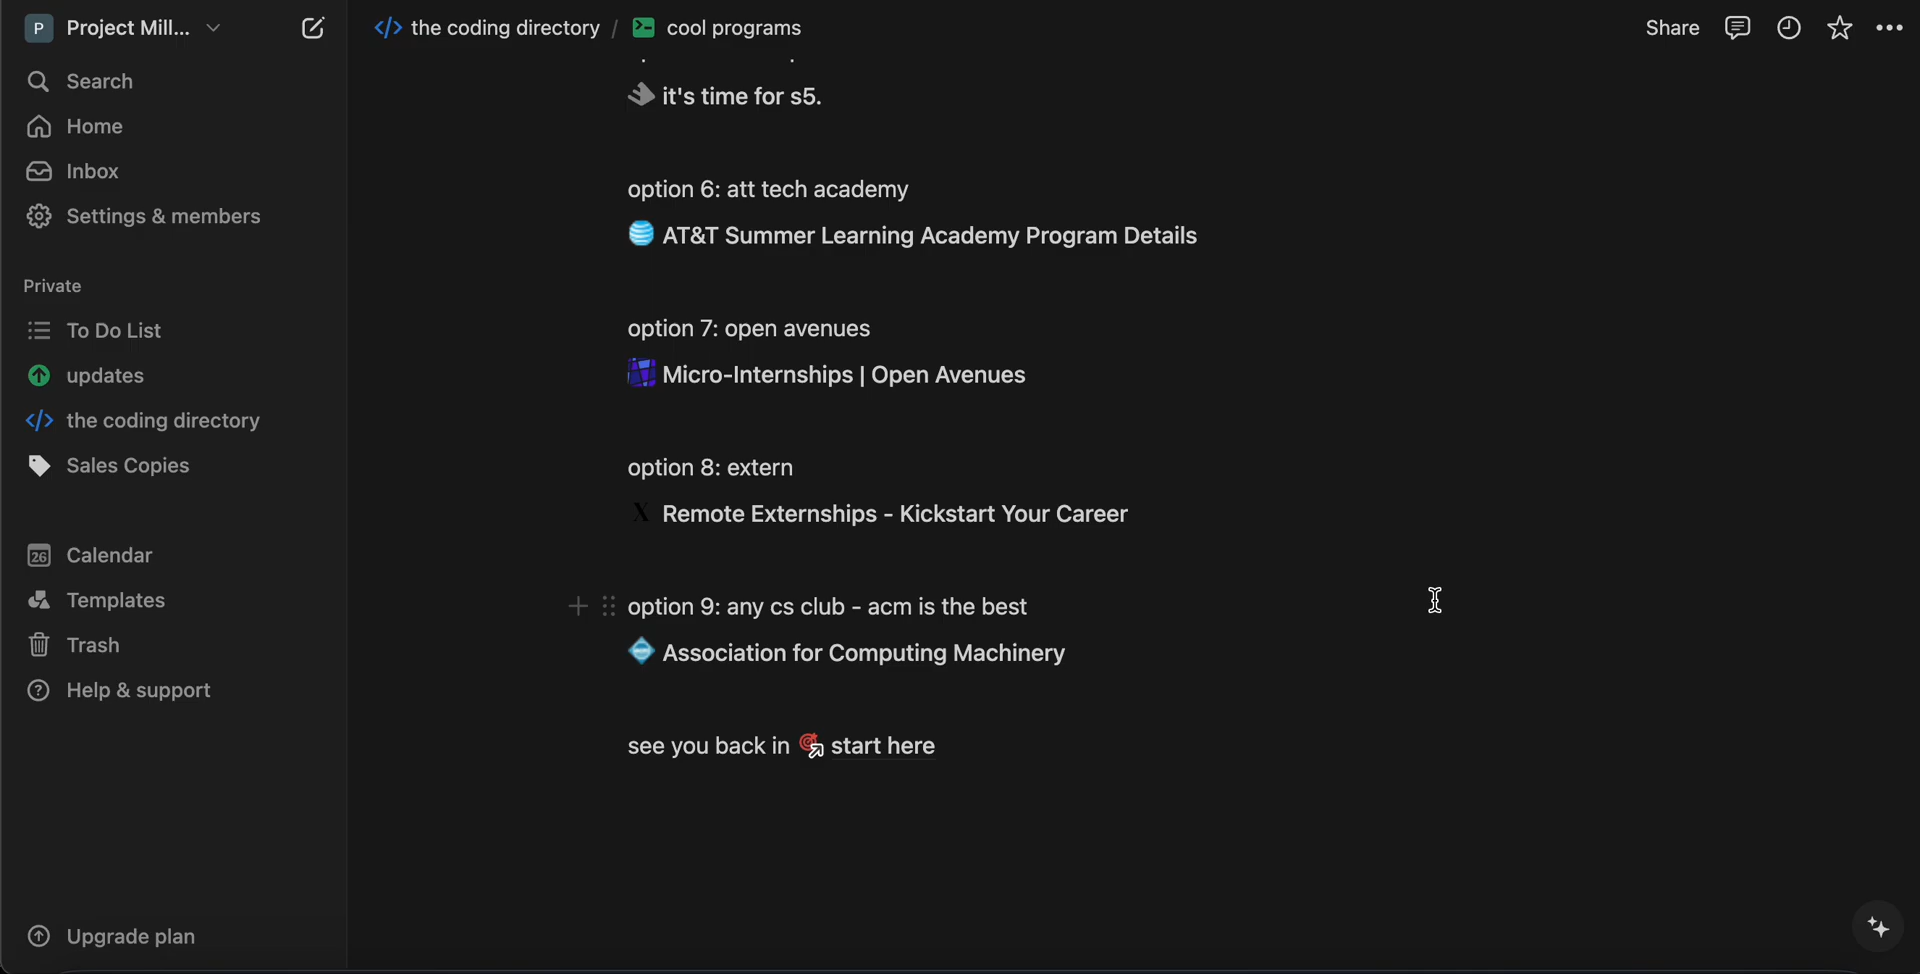 P Project Mill...
the coding directory / cool programs
Share
Search
Home
Inbox
Settings & members
Private
To Do List
updates
the coding directory
Sales Copies
26 Calendar
Templates
Trash
Help & support
Upgrade plan
it's time for s5.
option 6: att tech academy
AT&T Summer Learning Academy Program Details
option 7: open avenues
Micro-Internships | Open Avenues
option 8: extern
X Remote Externships - Kickstart Your Career
option 9: any cs club - acm is the best
Association for Computing Machinery
see you back in start here